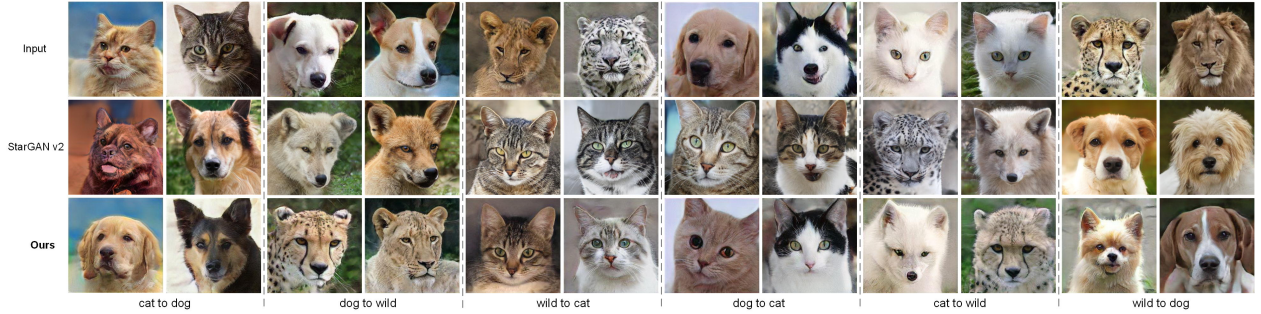 Input
StarGAN v2
Ours
cat to dog
dog to wild
wild to cat
dog to cat
cat to wild
wild to dog